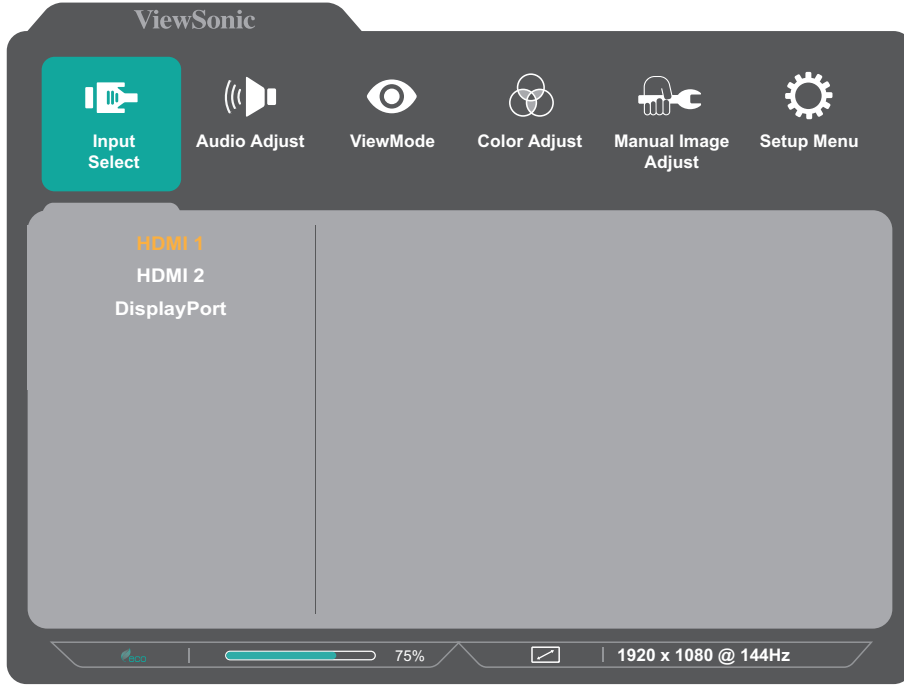 ViewSonic
Input
Select
Audio Adjust
ViewMode
Color Adjust
Manual Image
Adjust
Setup Menu
HDMI 1
HDMI 2
DisplayPort
eco
75%
1920 x 1080 @ 144Hz